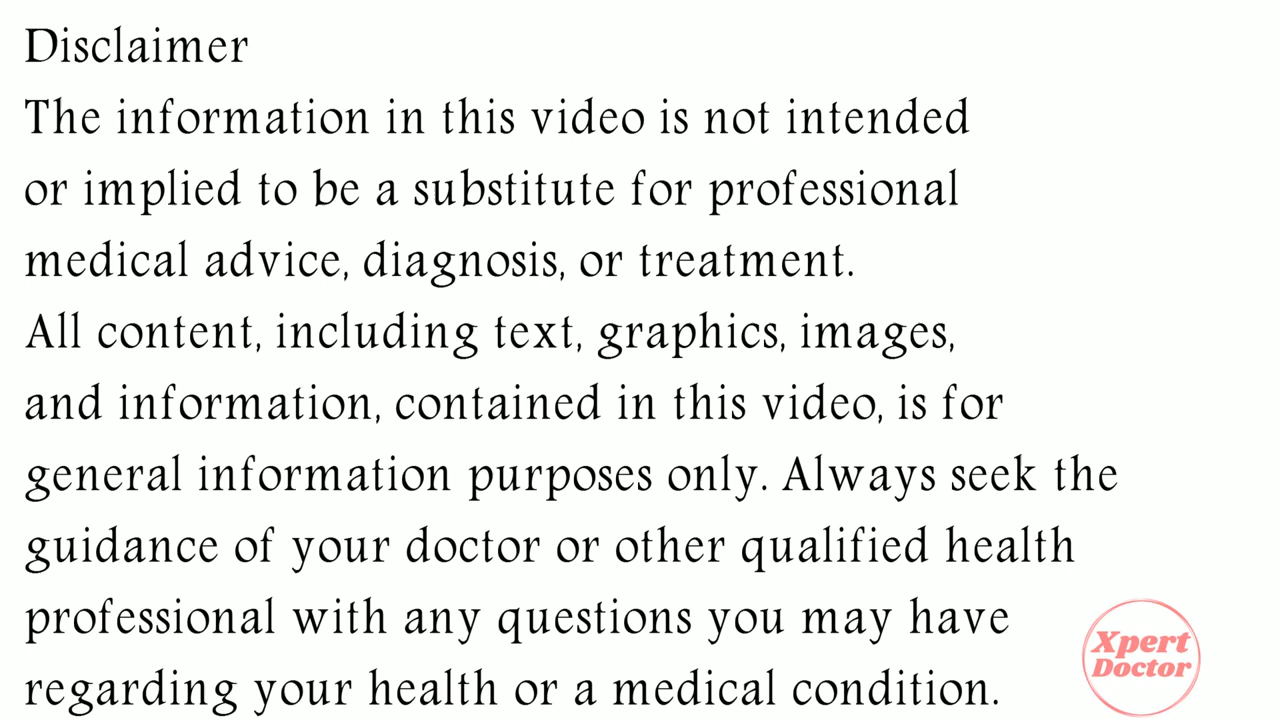 Disclaimer
The information in this video is not intended
or implied to be a substitute for professional
medical advice, diagnosis, or treatment.
All content, including text, graphics, images,
and information, contained in this video, is for
general information purposes only. Always seek the
guidance of your doctor or other qualified health
professional with any questions you may have
regarding your health or a medical condition.
Xpert
Doctor